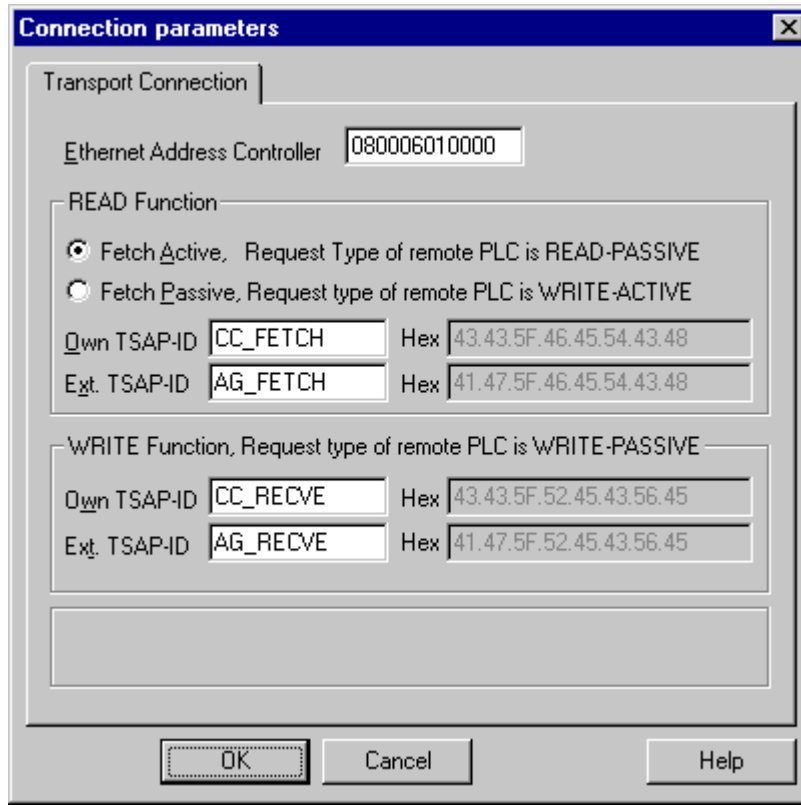 Connection parameters
Transport Connection
Ethernet Address Controller 080006010000
READ Function
Fetch Active, Request Type of remote PLC is READ-PASSIVE
Fetch Passive, Request type of remote PLC is WRITE-ACTIVE
Own TSAP-ID CC_FETCH Hex 43.43.5F.46.45.54.43.48
Ext. TSAP-ID AG_FETCH Hex 41.47.5F.46.45.54.43.48
WRITE Function, Request type of remote PLC is WRITE-PASSIVE
Own TSAP-ID CC_RECVE Hex 43.43.5F.52.45.43.56.45
Ext. TSAP-ID AG_RECVE Hex 41.47.5F.52.45.43.56.45
OK Cancel Help